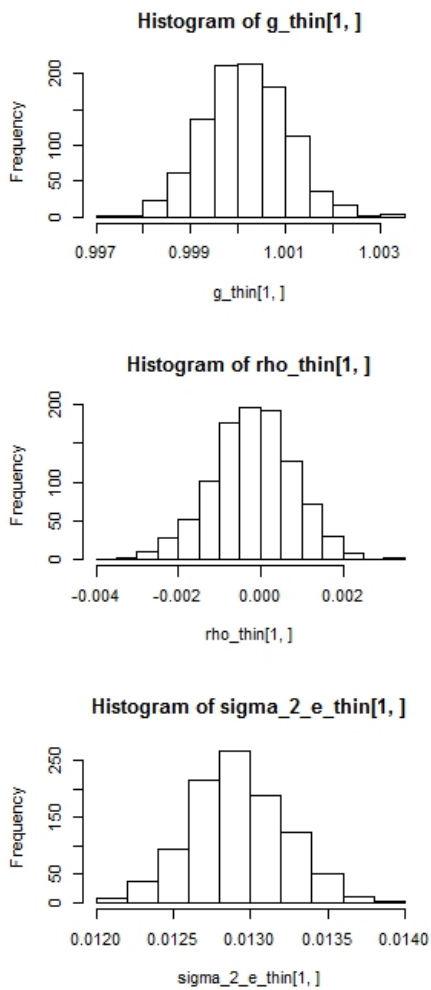 Histogram of g_thin[1, ]
Frequency
200
100
50
0
0.997 0.999 1.001 1.003
g_thin[1, ]
Histogram of rho_thin[1, ]
Frequency
200
100
50
0
-0.004 -0.002 0.000 0.002
rho_thin[1, ]
Histogram of sigma_2_e_thin[1, ]
Frequency
250
150
50
0
0.0120 0.0125 0.0130 0.0135 0.0140
sigma_2_e_thin[1, ]